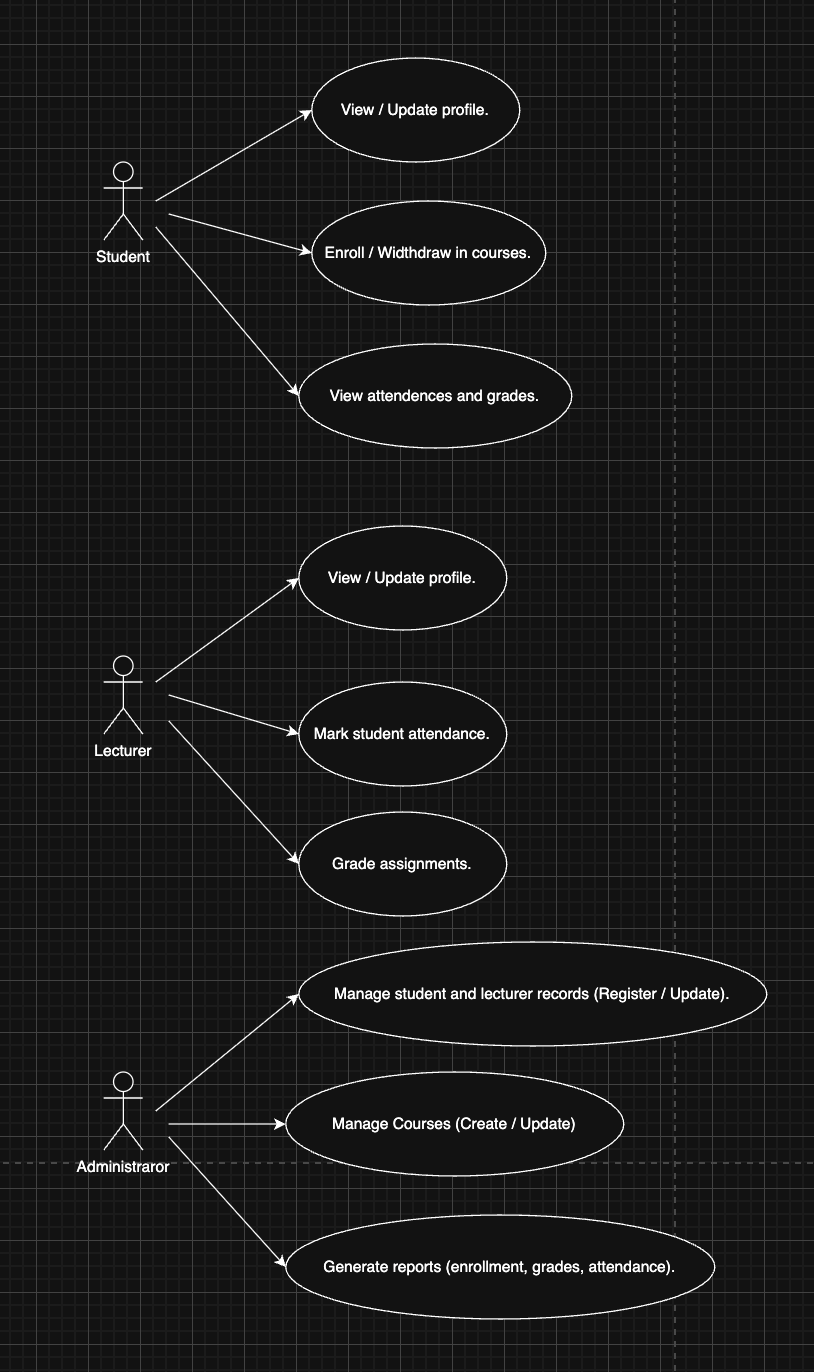 View / Update profile.
Student
Enroll / Widthdraw in courses.
View attendences and grades.
View / Update profile.
Lecturer
Mark student attendance.
Grade assignments.
Manage student and lecturer records (Register / Update).
Manage Courses (Create / Update)
Administraror
Generate reports (enrollment, grades, attendance).